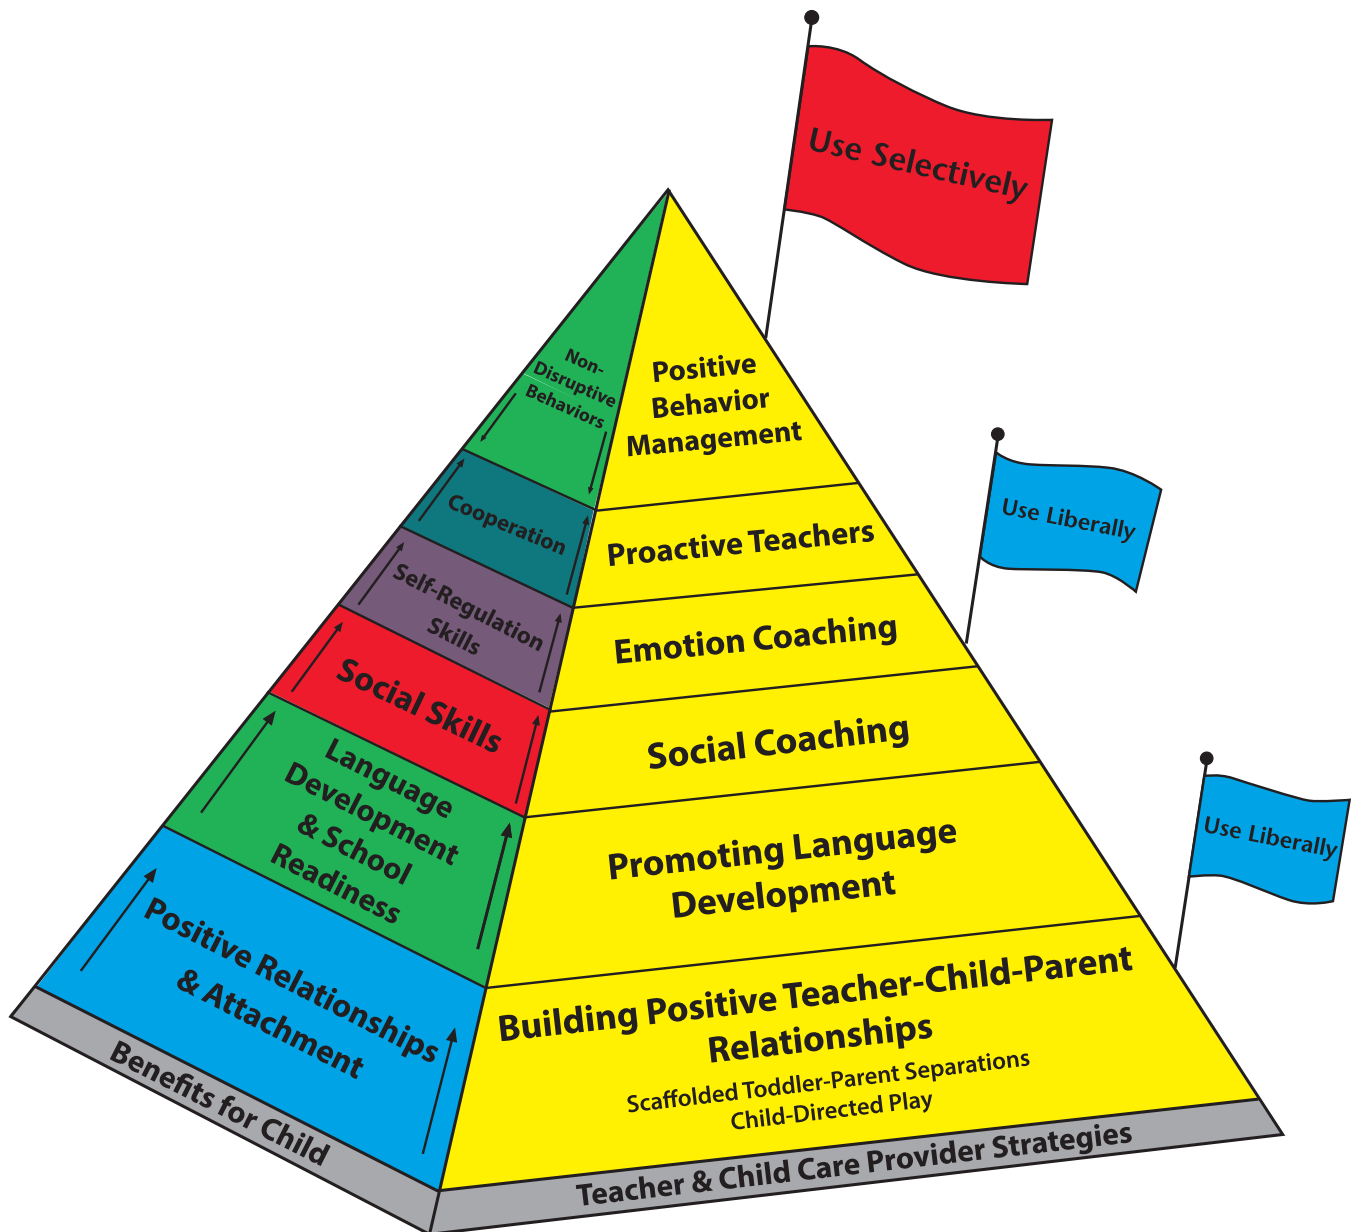 Use Selectively
Non-
Disruptive
Behaviors
Positive
Behavior
Management
Use Liberally
Cooperation
Proactive Teachers
Self-Regulation
Skills
Emotion Coaching
Social Skills
Social Coaching
Language
Development
& School
Readiness
Promoting Language
Development
Use Liberally
Positive Relationships
& Attachment
Building Positive Teacher-Child-Parent
Relationships
Scaffolded Toddler-Parent Separations
Child-Directed Play
Benefits for Child
Teacher & Child Care Provider Strategies